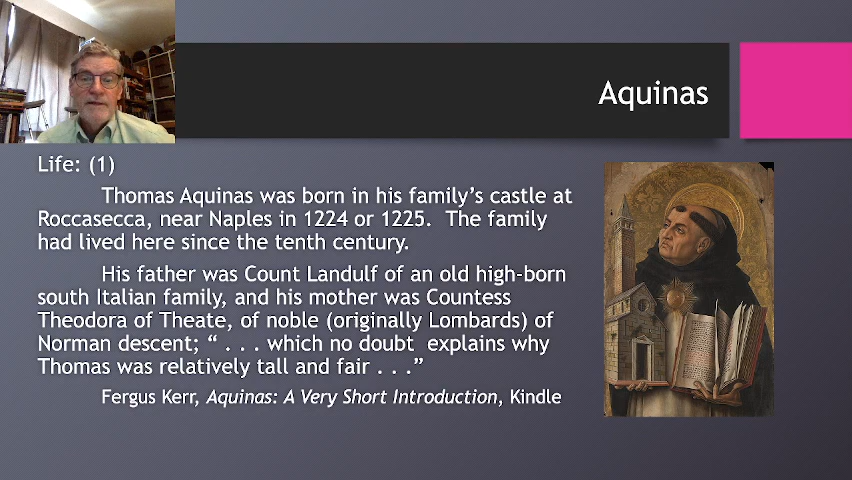 Aquinas
Life: (1)
Thomas Aquinas was born in his family's castle at
Roccasecca, near Naples in 1224 or 1225.  The family
had lived here since the tenth century.
His father was Count Landulf of an old high-born
south Italian family, and his mother was Countess
Theodora of Theate, of noble (originally Lombards) of
Norman descent; “ . . . which no doubt  explains why
Thomas was relatively tall and fair . . .”
Fergus Kerr, Aquinas: A Very Short Introduction, Kindle